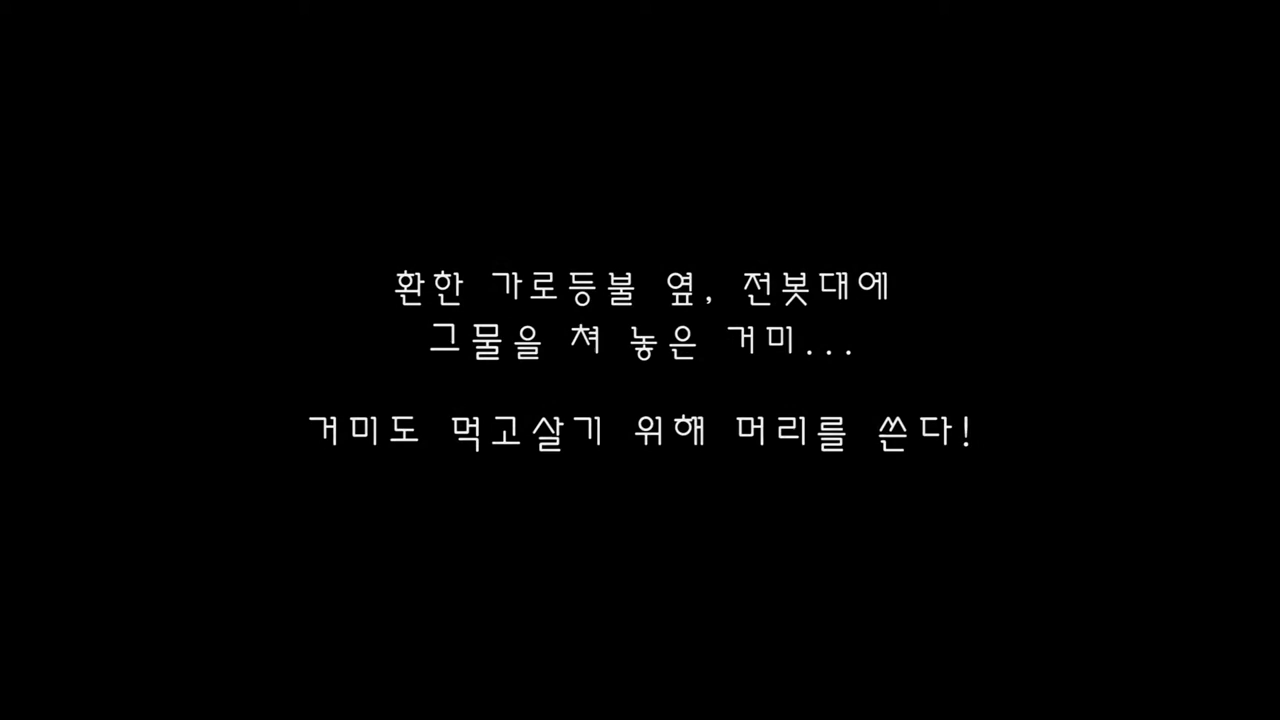 환한 가로등불 옆, 전봇대에
그물을 쳐 놓은 거미...
거미도 먹고살기 위해 머리를 쓴다!